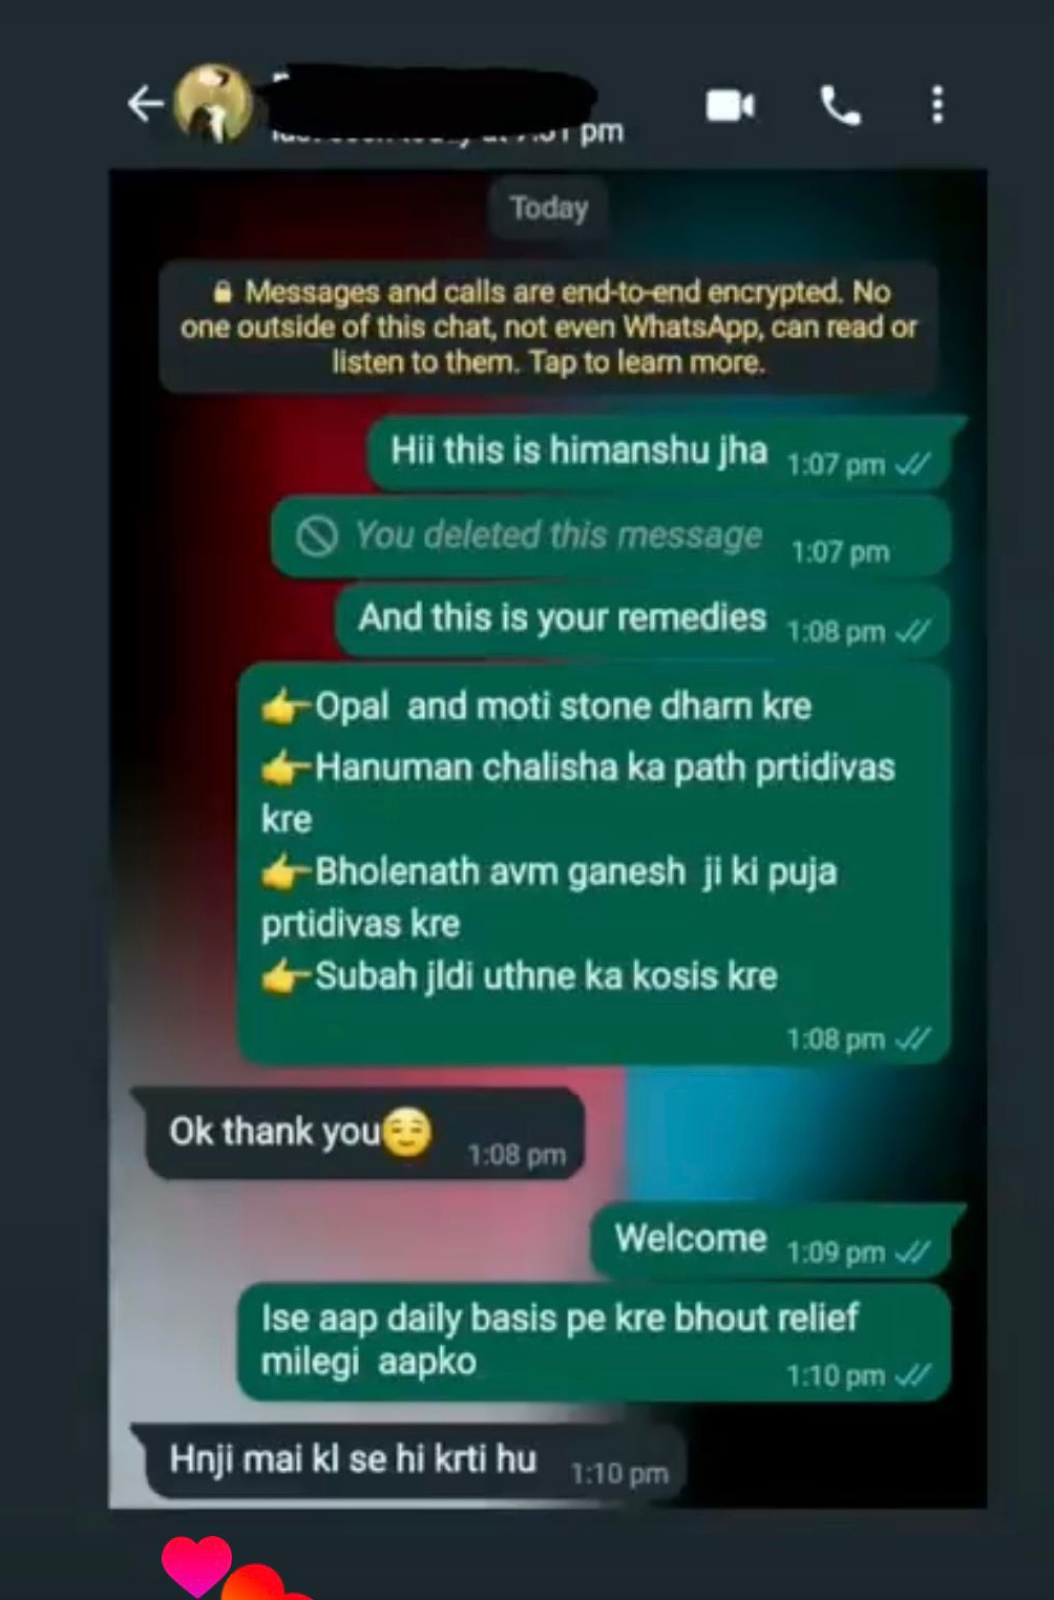 pm
Today
Messages and calls are end-to-end encrypted. No
one outside of this chat, not even WhatsApp, can read or
listen to them. Tap to learn more.
Hii this is himanshu jha 1:07 pm
You deleted this message 1:07 pm
And this is your remedies 1:08 pm
👉Opal and moti stone dharn kre
👉Hanuman chalisha ka path prtidivas
kre
👉Bholenath avm ganesh ji ki puja
prtidivas kre
👉Subah jldi uthne ka kosis kre
1:08 pm
Ok thank you😌 1:08 pm
Welcome 1:09 pm
Ise aap daily basis pe kre bhout relief
milegi aapko 1:10 pm
Hnji mai kl se hi krti hu 1:10 pm